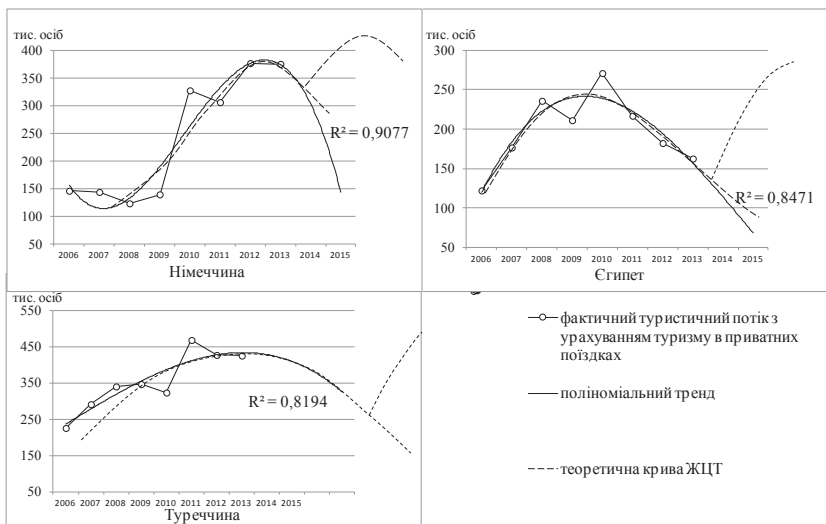 тис. осіб
400
350
300
250
200
150
100
50
R² = 0,9077
2006 2007 2008 2009 2010 2011 2012 2013 2014 2015
Німеччина
тис. осіб
300
250
200
150
100
50
R² = 0,8471
2006 2007 2008 2009 2010 2011 2012 2013 2014 2015
Єгипет
тис. осіб
550
450
350
250
150
50
R² = 0,8194
2006 2007 2008 2009 2010 2011 2012 2013 2014 2015
Туреччина
фактичний туристичний потік з
урахуванням туризму в приватних
поїздках
поліноміальний тренд
теоретична крива ЖЦТ